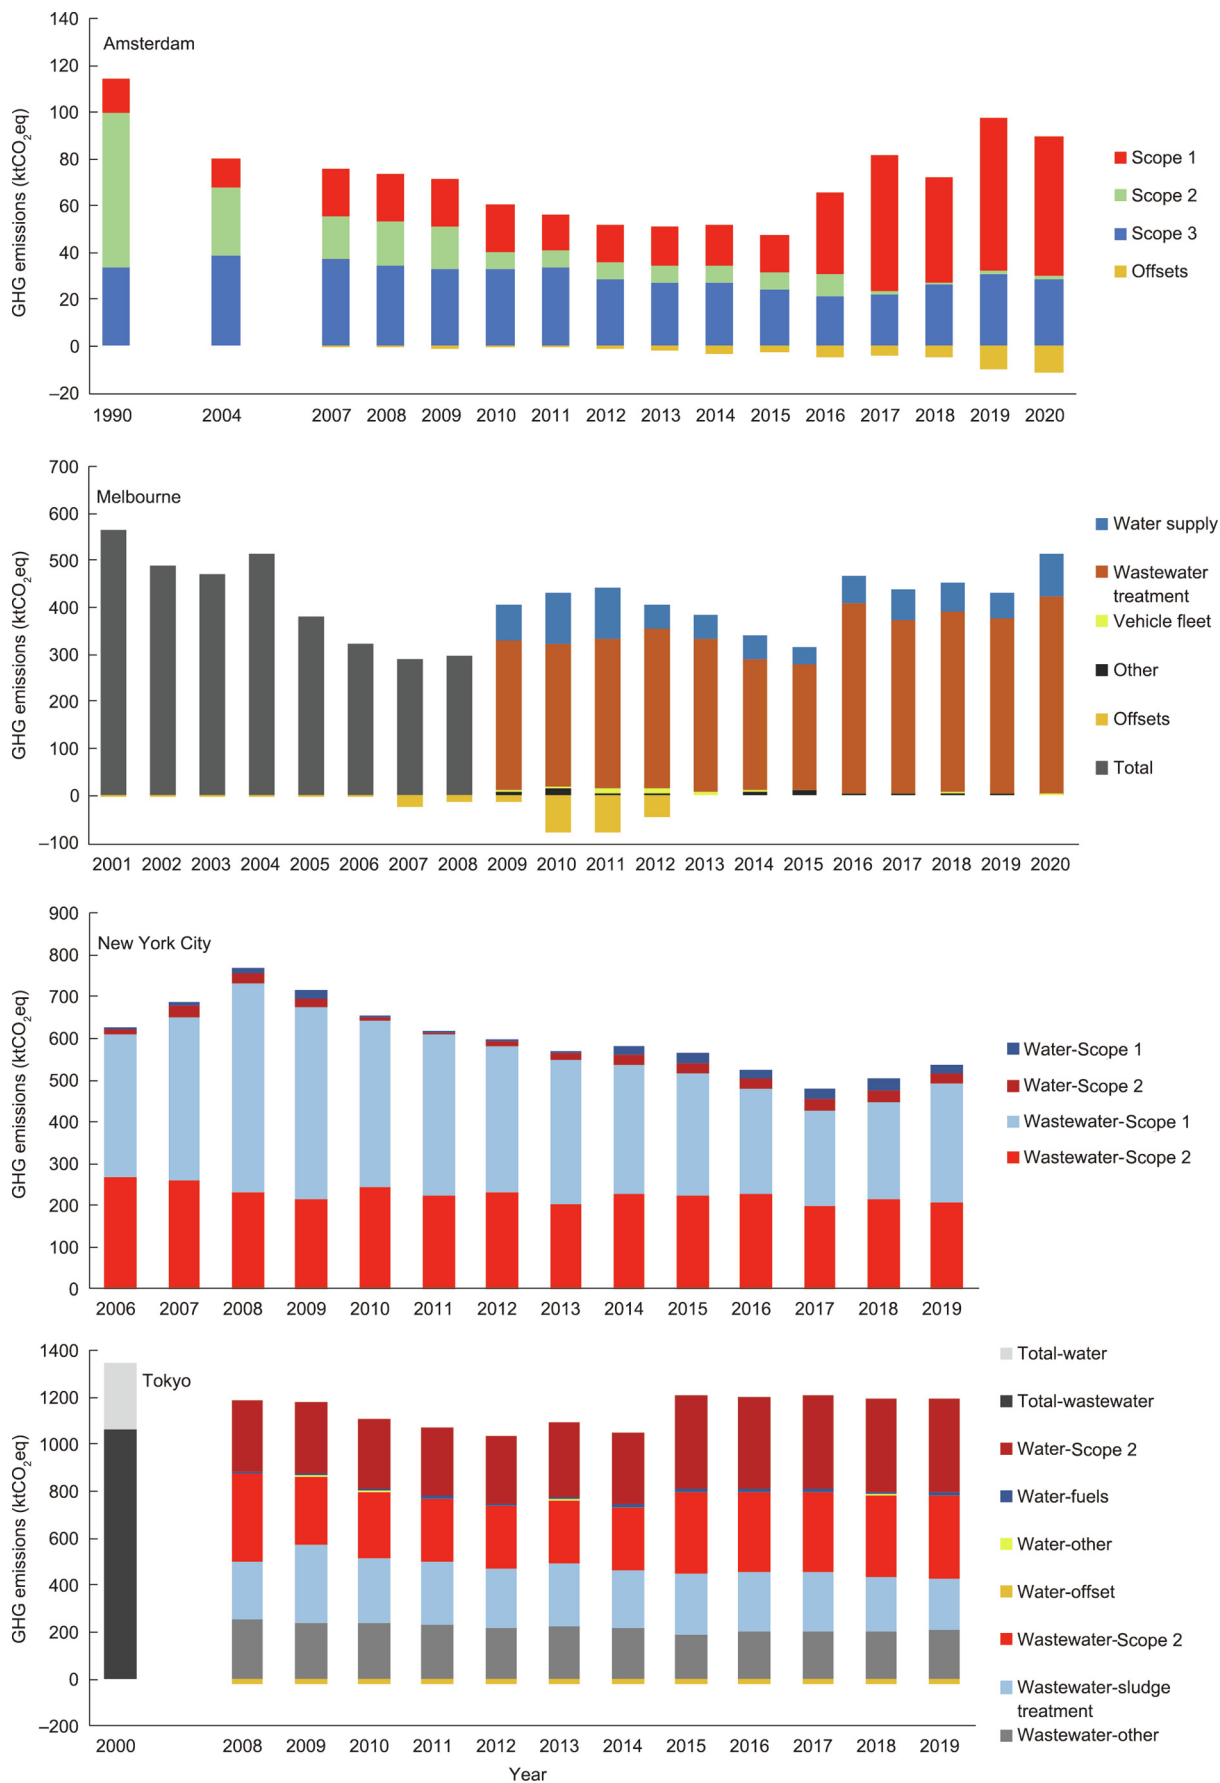 Amsterdam
GHG emissions (ktCO₂eq)
140
120
100
80
60
40
20
0
–20
1990 2004 2007 2008 2009 2010 2011 2012 2013 2014 2015 2016 2017 2018 2019 2020
Scope 1
Scope 2
Scope 3
Offsets
Melbourne
GHG emissions (ktCO₂eq)
700
600
500
400
300
200
100
0
–100
2001 2002 2003 2004 2005 2006 2007 2008 2009 2010 2011 2012 2013 2014 2015 2016 2017 2018 2019 2020
Water supply
Wastewater
treatment
Vehicle fleet
Other
Offsets
Total
New York City
GHG emissions (ktCO₂eq)
900
800
700
600
500
400
300
200
100
0
2006 2007 2008 2009 2010 2011 2012 2013 2014 2015 2016 2017 2018 2019
Water-Scope 1
Water-Scope 2
Wastewater-Scope 1
Wastewater-Scope 2
Tokyo
GHG emissions (ktCO₂eq)
1400
1200
1000
800
600
400
200
0
–200
2000 2008 2009 2010 2011 2012 2013 2014 2015 2016 2017 2018 2019
Year
Total-water
Total-wastewater
Water-Scope 2
Water-fuels
Water-other
Water-offset
Wastewater-Scope 2
Wastewater-sludge
treatment
Wastewater-other